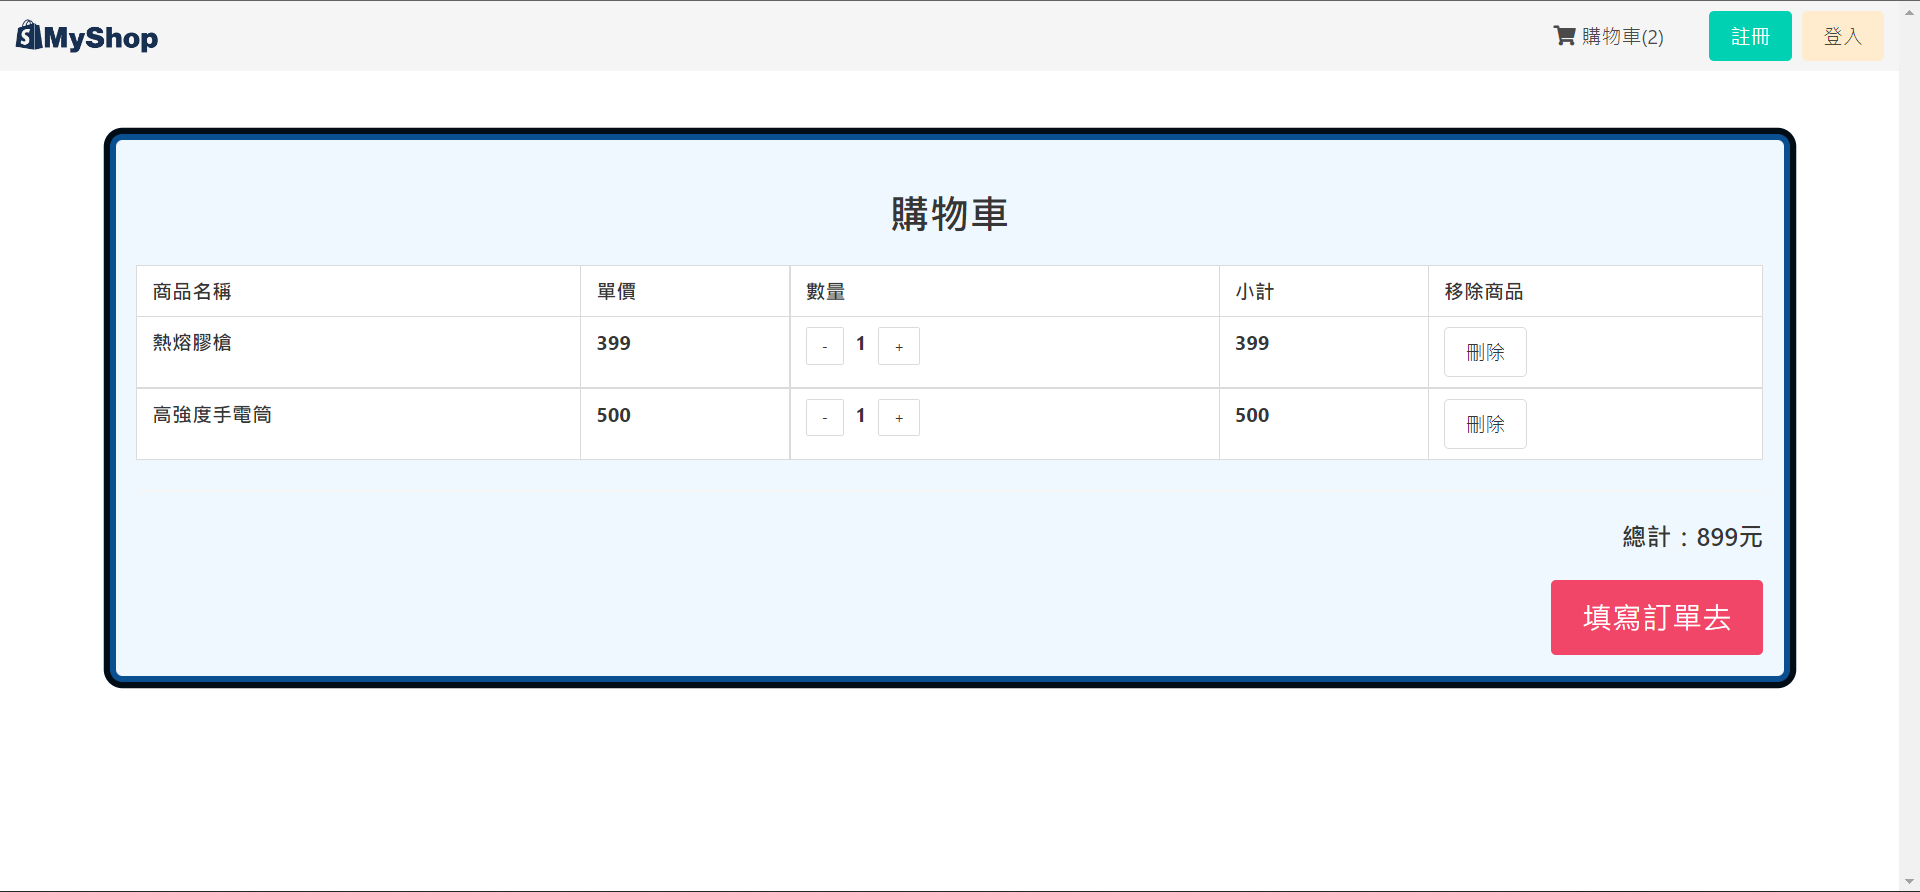 MyShop 購物車(2) 註冊 登入
購物車
商品名稱 單價 數量 小計 移除商品
熱熔膠槍 399 - 1 + 399 刪除
高強度手電筒 500 - 1 + 500 刪除
總計：899元
填寫訂單去